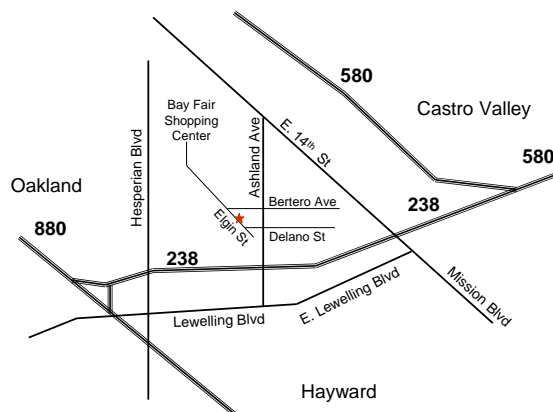 580
Castro Valley
580
Bay Fair
Shopping
Center
Hesperian Blvd
Ashland Ave
E. 14th St
Oakland
Bertero Ave
238
880
Elgin St
Delano St
238
Mission Blvd
Lewelling Blvd
E. Lewelling Blvd
Hayward